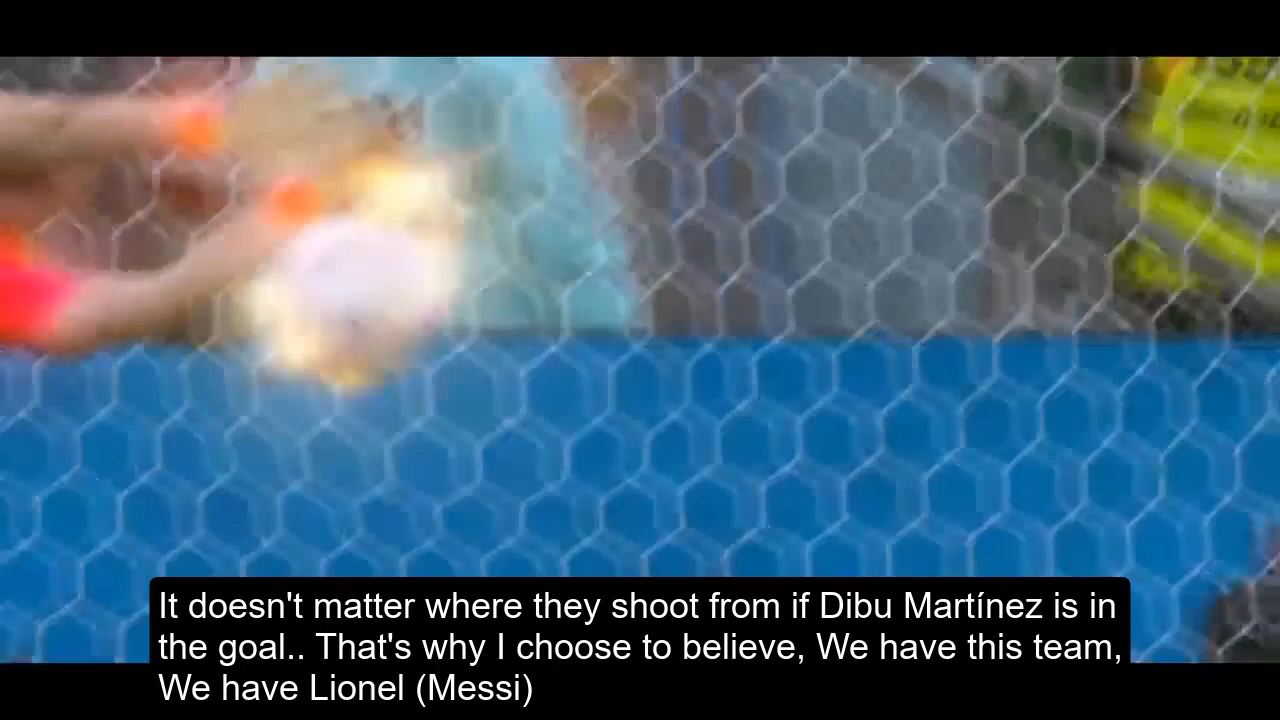 It doesn't matter where they shoot from if Dibu Martínez is in
the goal.. That's why I choose to believe, We have this team,
We have Lionel (Messi)